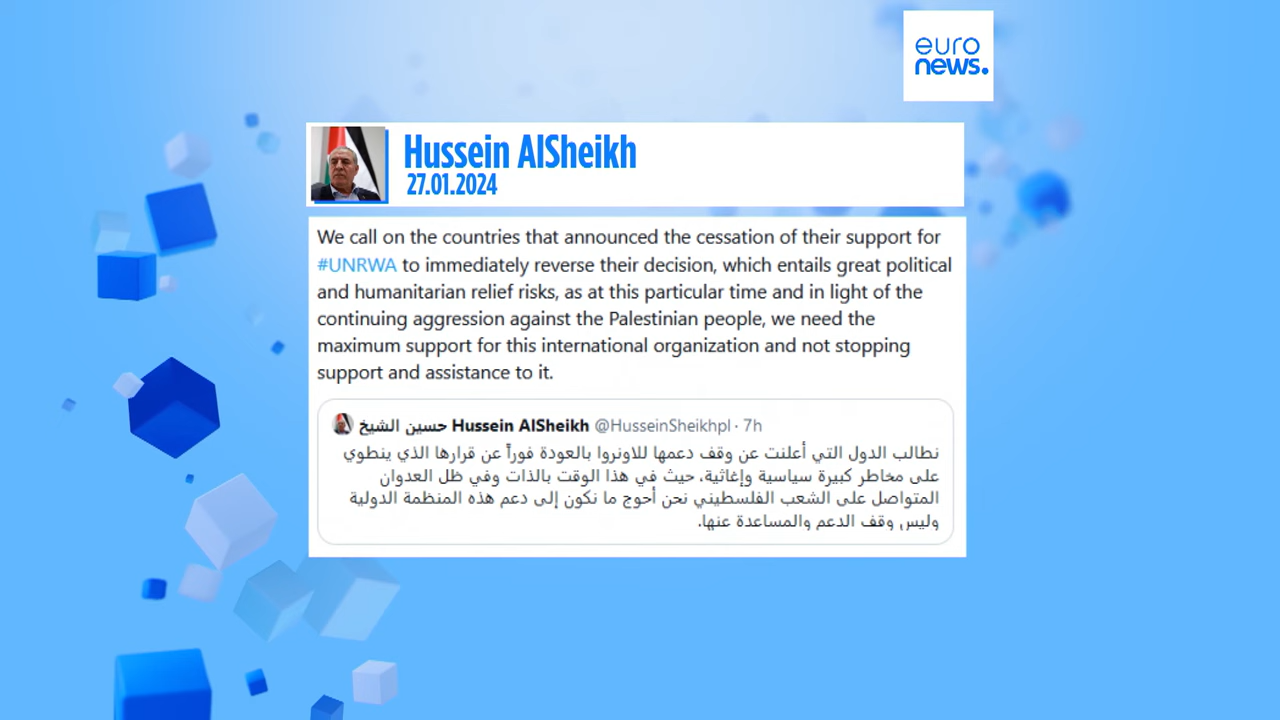 euro
news.
Hussein AlSheikh
27.01.2024
We call on the countries that announced the cessation of their support for
#UNRWA to immediately reverse their decision, which entails great political
and humanitarian relief risks, as at this particular time and in light of the
continuing aggression against the Palestinian people, we need the
maximum support for this international organization and not stopping
support and assistance to it.
حسين الشيخ Hussein AlSheikh @HusseinSheikhpl · 7h
نطالب الدول التي أعلنت عن وقف دعمها للاونروا بالعودة فوراً عن قرارها الذي ينطوي
على مخاطر كبيرة سياسية وإغاثية، حيث في هذا الوقت بالذات وفي ظل العدوان
المتواصل على الشعب الفلسطيني نحن أحوج ما نكون إلى دعم هذه المنظمة الدولية
وليس وقف الدعم والمساعدة عنها.